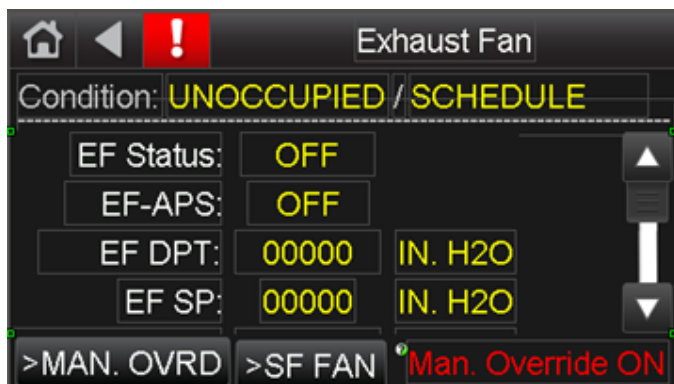 Exhaust Fan
Condition: UNOCCUPIED / SCHEDULE
EF Status: OFF
EF-APS: OFF
EF DPT: 00000 IN. H2O
EF SP: 00000 IN. H2O
>MAN. OVRD >SF FAN Man. Override ON